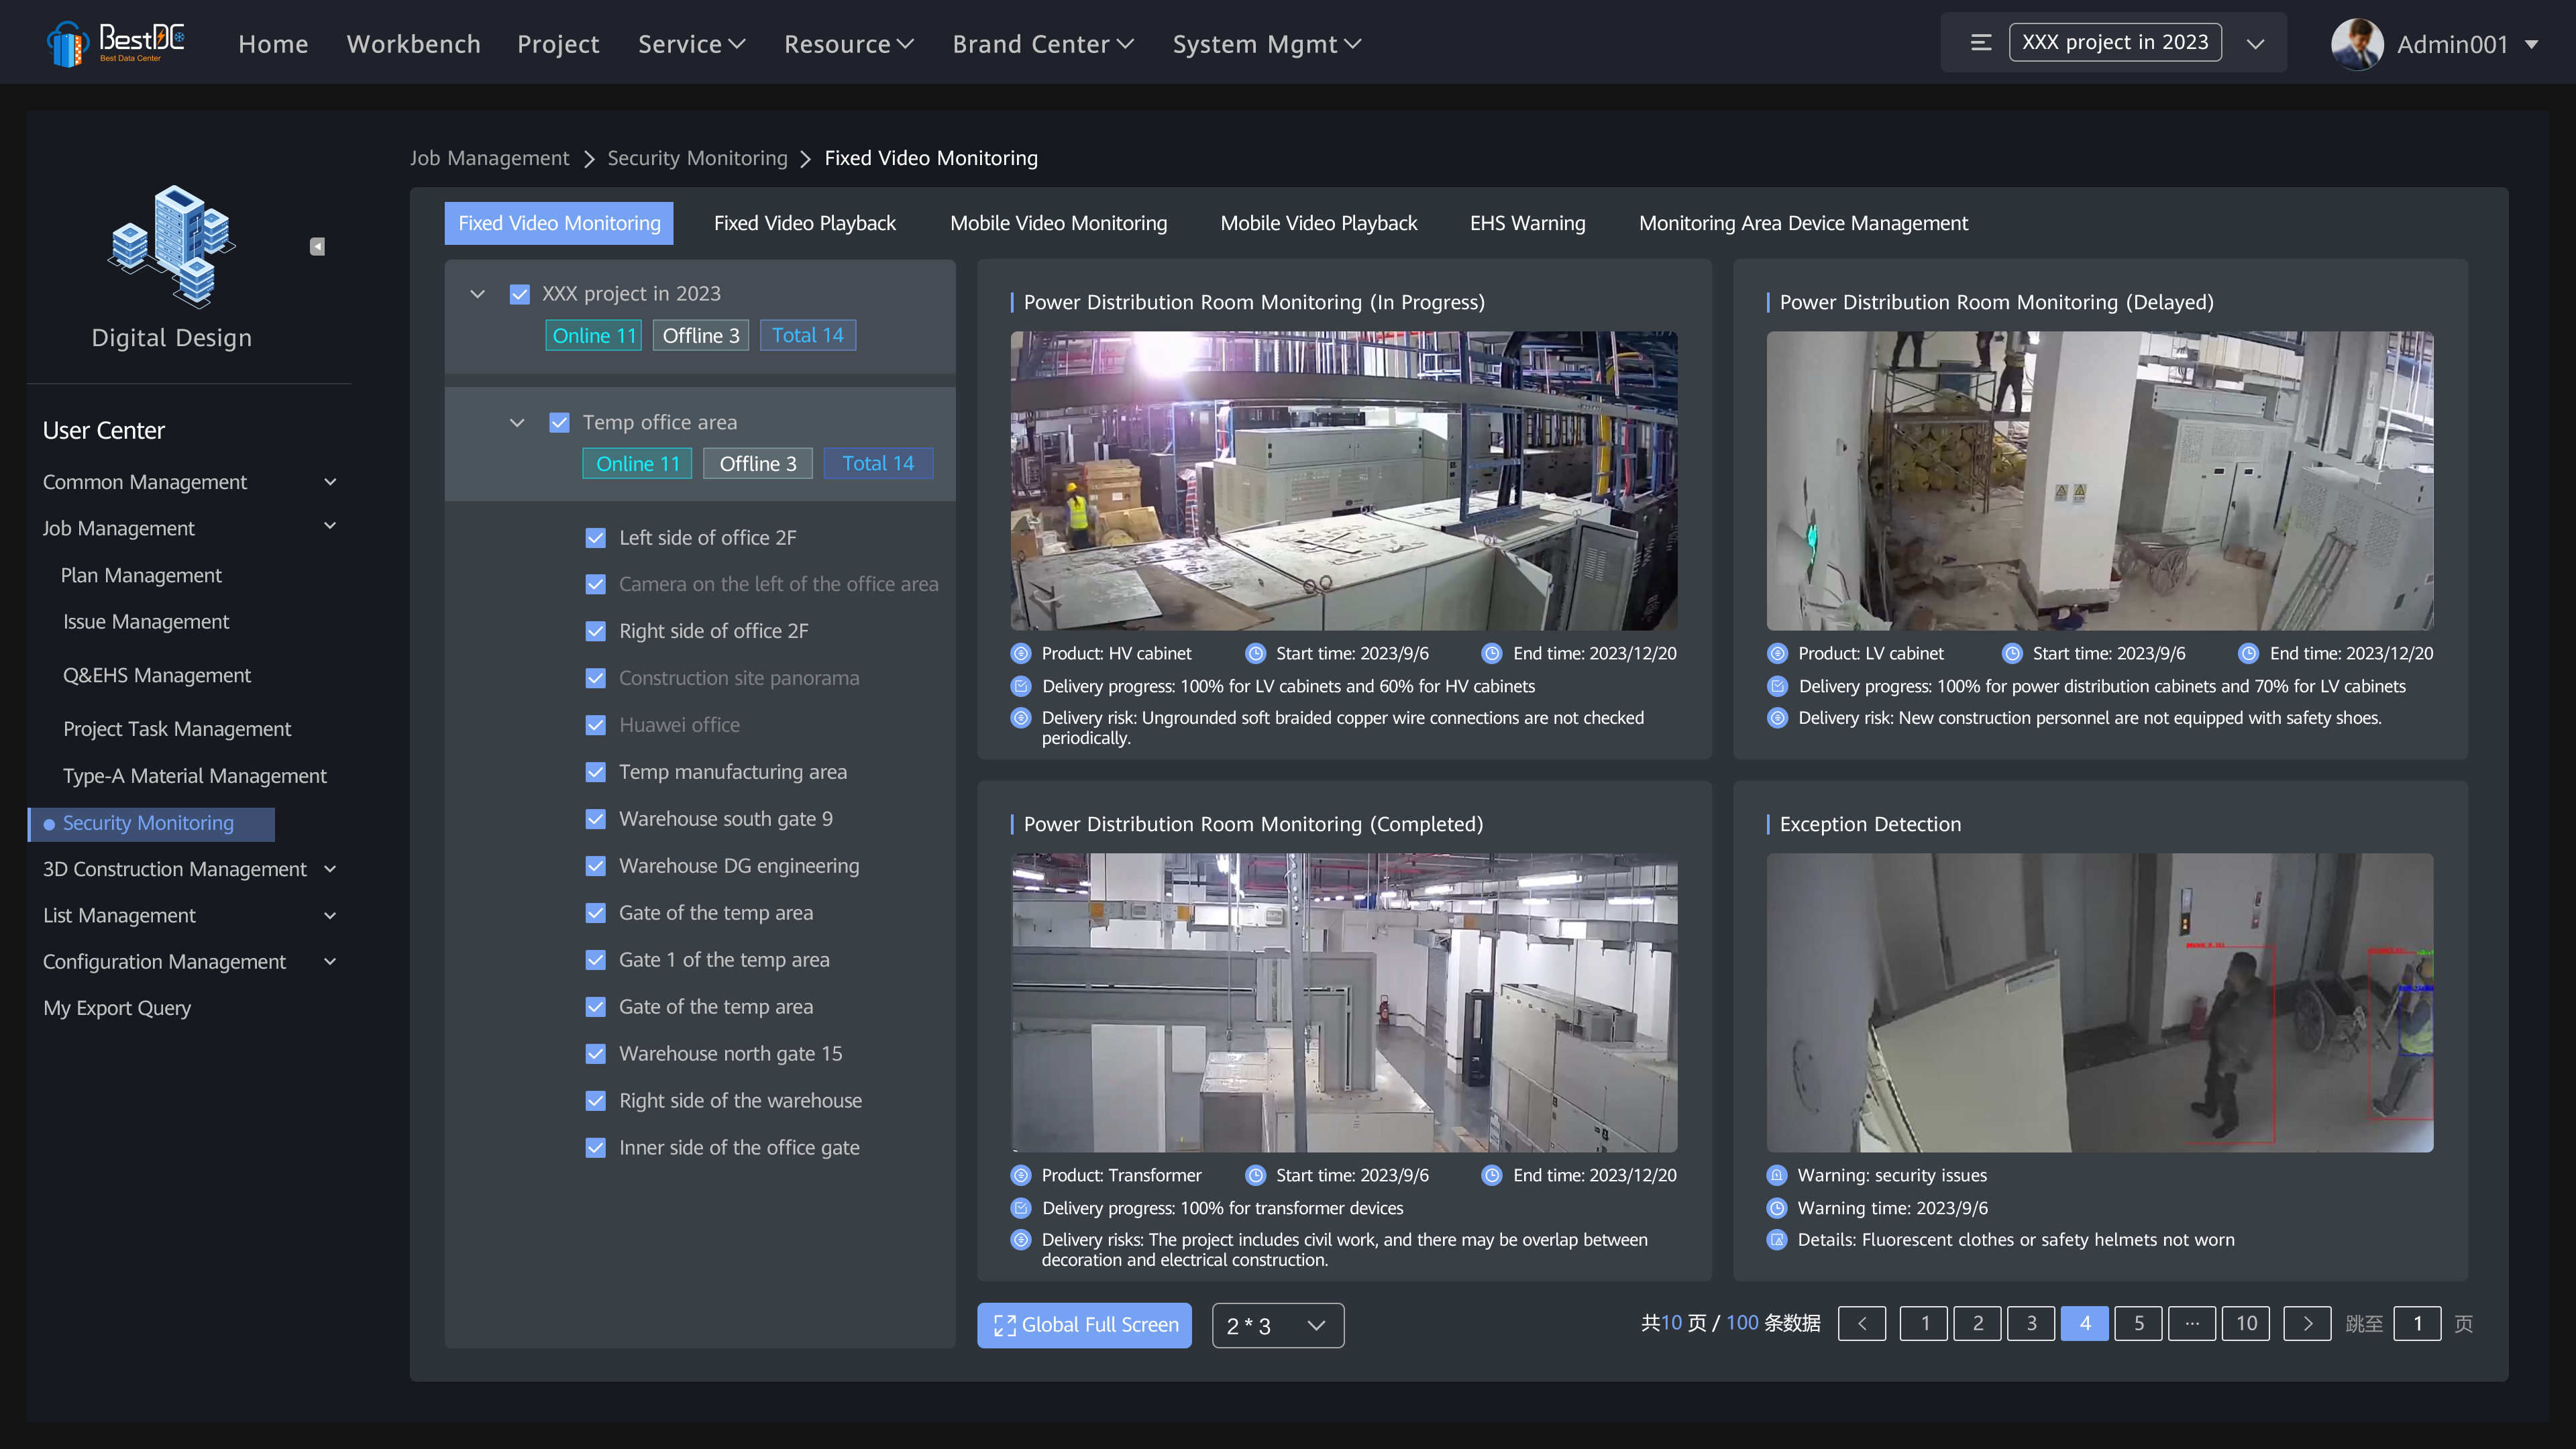 BestDC
Best Data Center
Home
Workbench
Project
Service
Resource
Brand Center
System Mgmt
XXX project in 2023
Admin001
Digital Design
User Center
Common Management
Job Management
Plan Management
Issue Management
Q&EHS Management
Project Task Management
Type-A Material Management
Security Monitoring
3D Construction Management
List Management
Configuration Management
My Export Query
Job Management > Security Monitoring > Fixed Video Monitoring
Fixed Video Monitoring
Fixed Video Playback
Mobile Video Monitoring
Mobile Video Playback
EHS Warning
Monitoring Area Device Management
XXX project in 2023
Online 11
Offline 3
Total 14
Temp office area
Online 11
Offline 3
Total 14
Left side of office 2F
Camera on the left of the office area
Right side of office 2F
Construction site panorama
Huawei office
Temp manufacturing area
Warehouse south gate 9
Warehouse DG engineering
Gate of the temp area
Gate 1 of the temp area
Gate of the temp area
Warehouse north gate 15
Right side of the warehouse
Inner side of the office gate
Power Distribution Room Monitoring (In Progress)
Product: HV cabinet
Start time: 2023/9/6
End time: 2023/12/20
Delivery progress: 100% for LV cabinets and 60% for HV cabinets
Delivery risk: Ungrounded soft braided copper wire connections are not checked
periodically.
Power Distribution Room Monitoring (Delayed)
Product: LV cabinet
Start time: 2023/9/6
End time: 2023/12/20
Delivery progress: 100% for power distribution cabinets and 70% for LV cabinets
Delivery risk: New construction personnel are not equipped with safety shoes.
Power Distribution Room Monitoring (Completed)
Product: Transformer
Start time: 2023/9/6
End time: 2023/12/20
Delivery progress: 100% for transformer devices
Delivery risks: The project includes civil work, and there may be overlap between
decoration and electrical construction.
Exception Detection
Warning: security issues
Warning time: 2023/9/6
Details: Fluorescent clothes or safety helmets not worn
Global Full Screen
2 * 3
共10 页 / 100 条数据
< 1 2 3 4 5 ··· 10 >
跳至 1 页